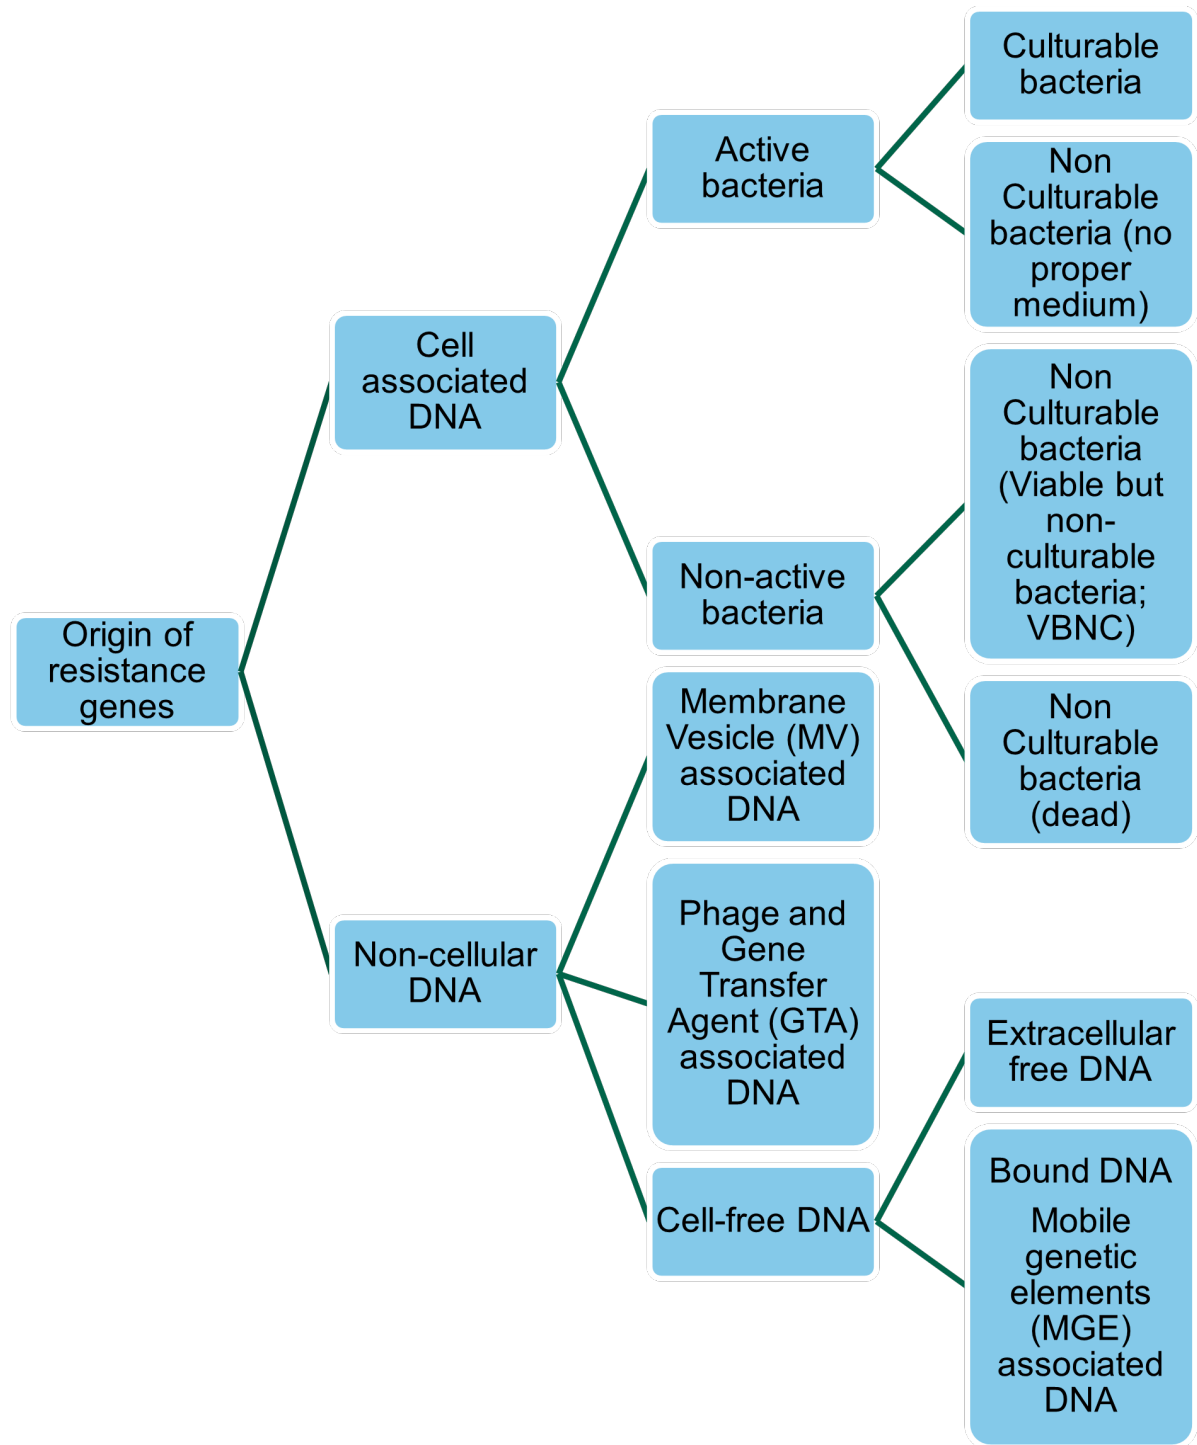 Origin of
resistance
genes
Cell
associated
DNA
Non-cellular
DNA
Active
bacteria
Non-active
bacteria
Membrane
Vesicle (MV)
associated
DNA
Phage and
Gene
Transfer
Agent (GTA)
associated
DNA
Cell-free DNA
Culturable
bacteria
Non
Culturable
bacteria (no
proper
medium)
Non
Culturable
bacteria
(Viable but
non-
culturable
bacteria;
VBNC)
Non
Culturable
bacteria
(dead)
Extracellular
free DNA
Bound DNA
Mobile
genetic
elements
(MGE)
associated
DNA